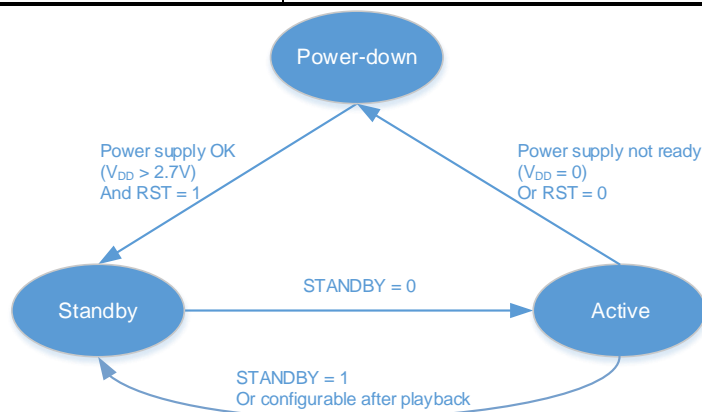 Power-down
Power supply OK
(VDD > 2.7V)
And RST = 1
Power supply not ready
(VDD = 0)
Or RST = 0
STANDBY = 0
Standby
Active
STANDBY = 1
Or configurable after playback